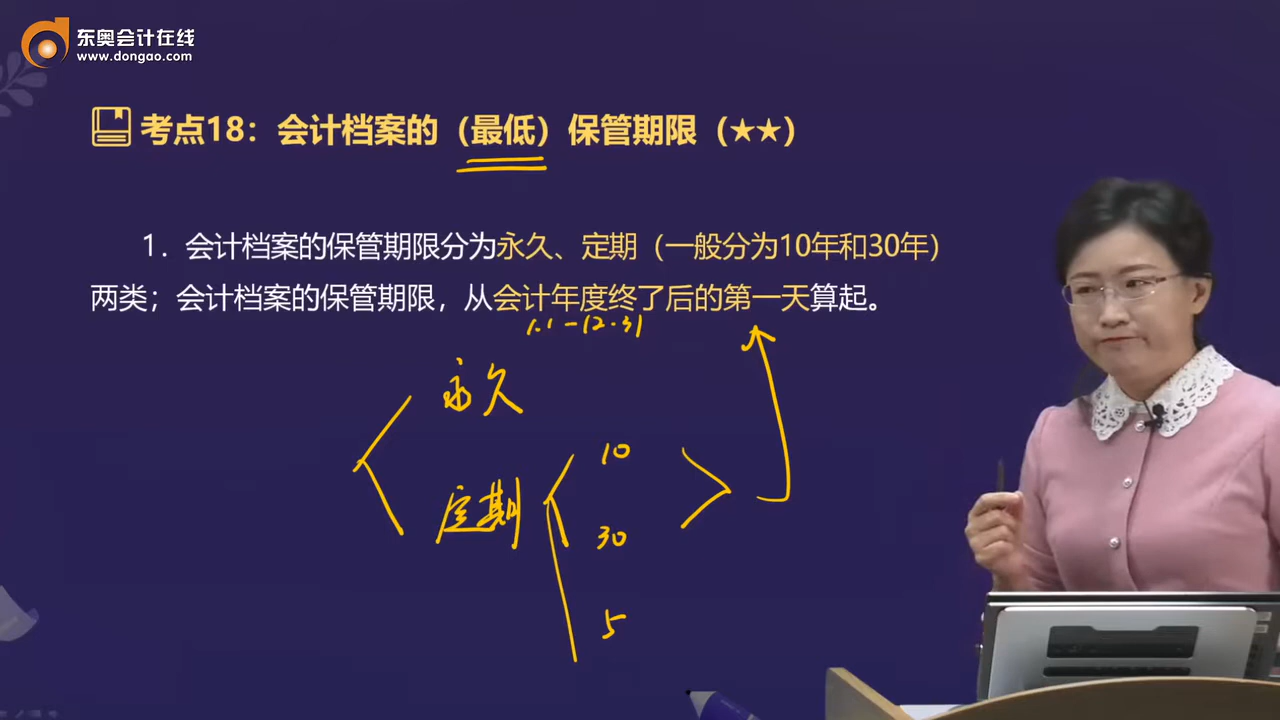 东奥会计在线
www.dongao.com
考点18：会计档案的（最低）保管期限（★★）
1．会计档案的保管期限分为永久、定期（一般分为10年和30年）
两类；会计档案的保管期限，从会计年度终了后的第一天算起。
1.1-12.31
永久
10
定期
30
5